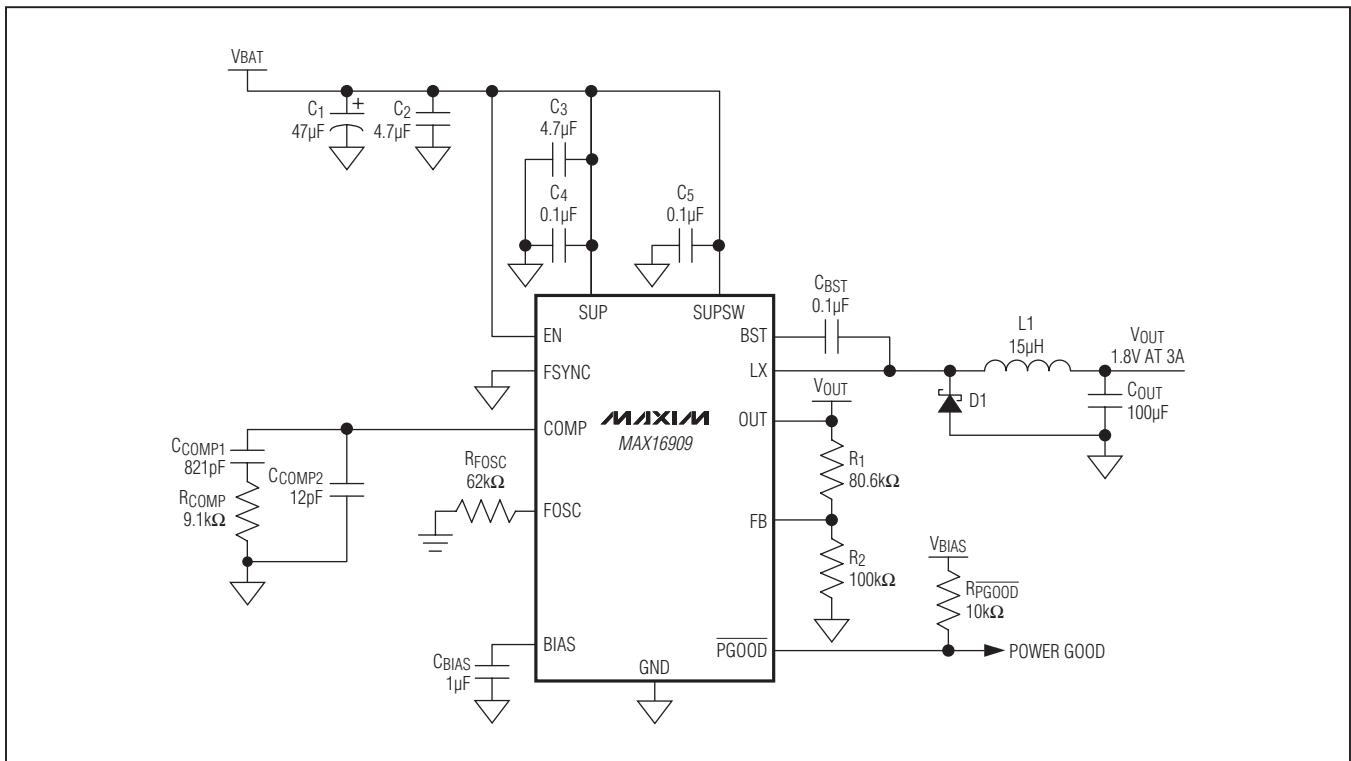 VBAT
C1
47µF
+
C2
4.7µF
C3
4.7µF
C4
0.1µF
C5
0.1µF
SUP
SUPSW
EN
BST
CBST
0.1µF
L1
15µH
VOUT
1.8V AT 3A
FSYNC
LX
D1
COUT
100µF
VOUT
COMP
MAXIM
MAX16909
OUT
CCOMP1
821pF
CCOMP2
12pF
RCOMP
9.1kΩ
RFOSC
62kΩ
FOSC
R1
80.6kΩ
FB
R2
100kΩ
VBIAS
RPGOOD
10kΩ
BIAS
CBIAS
1µF
GND
PGOOD
POWER GOOD